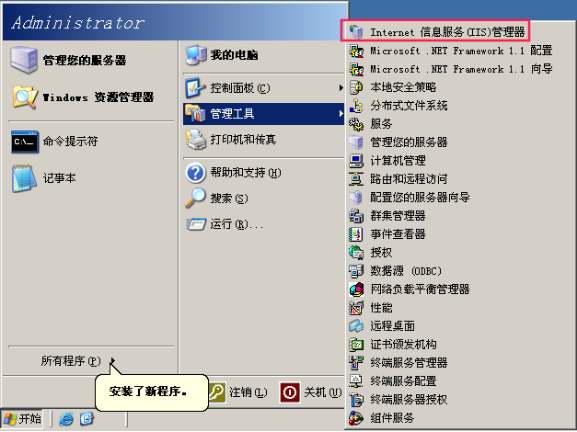 Administrator
管理您的服务器
Windows 资源管理器
命令提示符
记事本
所有程序(P)
我的电脑
控制面板(C)
管理工具
打印机和传真
帮助和支持(H)
搜索(S)
运行(R)...
安装了新程序。
注销(L)
关机(U)
开始
Internet 信息服务(IIS)管理器
Microsoft .NET Framework 1.1 配置
Microsoft .NET Framework 1.1 向导
本地安全策略
分布式文件系统
服务
管理您的服务器
计算机管理
路由和远程访问
配置您的服务器向导
群集管理器
事件查看器
授权
数据源 (ODBC)
网络负载平衡管理器
性能
远程桌面
证书颁发机构
终端服务管理器
终端服务配置
终端服务器授权
组件服务